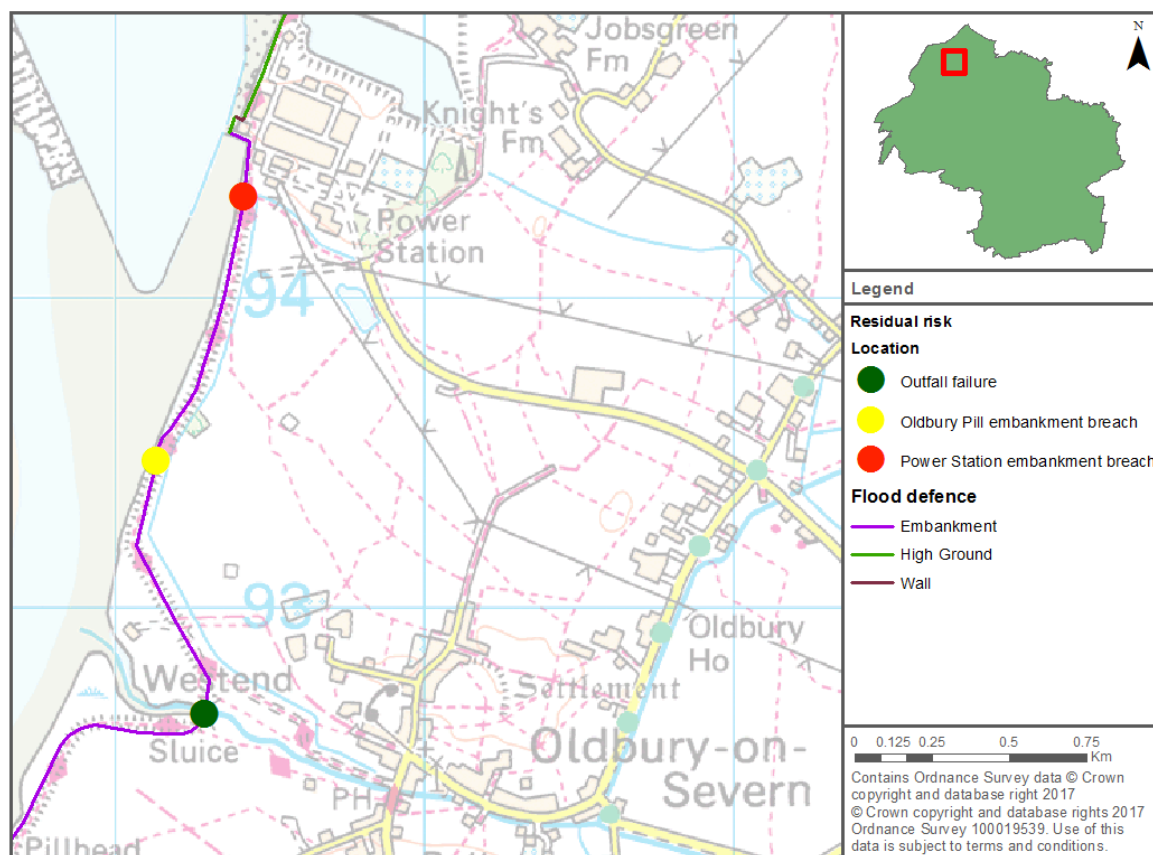 Jobsgreen
Fm
Knight's
Fm
Power
Station
94
93
Oldbury
Ho
Westend
Settlement
Sluice
Oldbury-on-
Severn
PH
Pillhead
N
Legend
Residual risk
Location
Outfall failure
Oldbury Pill embankment breach
Power Station embankment breach
Flood defence
Embankment
High Ground
Wall
0 0.125 0.25 0.5 0.75
Km
Contains Ordnance Survey data © Crown
copyright and database right 2017
© Crown copyright and database rights 2017
Ordnance Survey 100019539. Use of this
data is subject to terms and conditions.